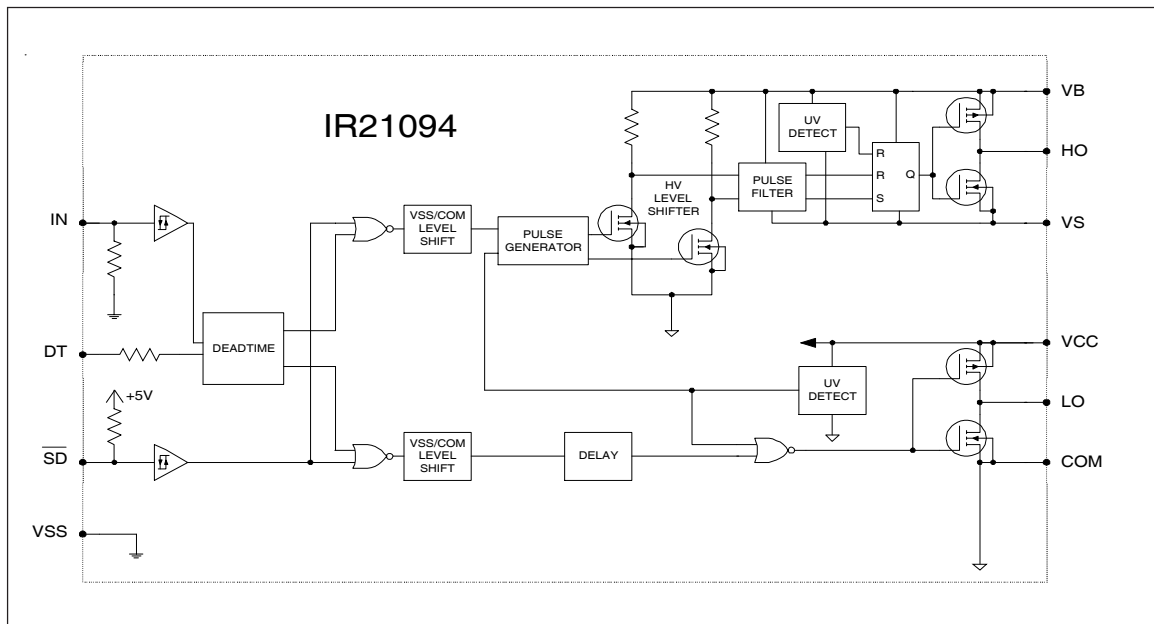 IR21094
VB
UV
DETECT
HO
R
R
S
Q
PULSE
FILTER
HV
LEVEL
SHIFTER
VS
IN
VSS/COM
LEVEL
SHIFT
PULSE
GENERATOR
DEADTIME
DT
+5V
VCC
UV
DETECT
LO
SD
VSS/COM
LEVEL
SHIFT
DELAY
COM
VSS